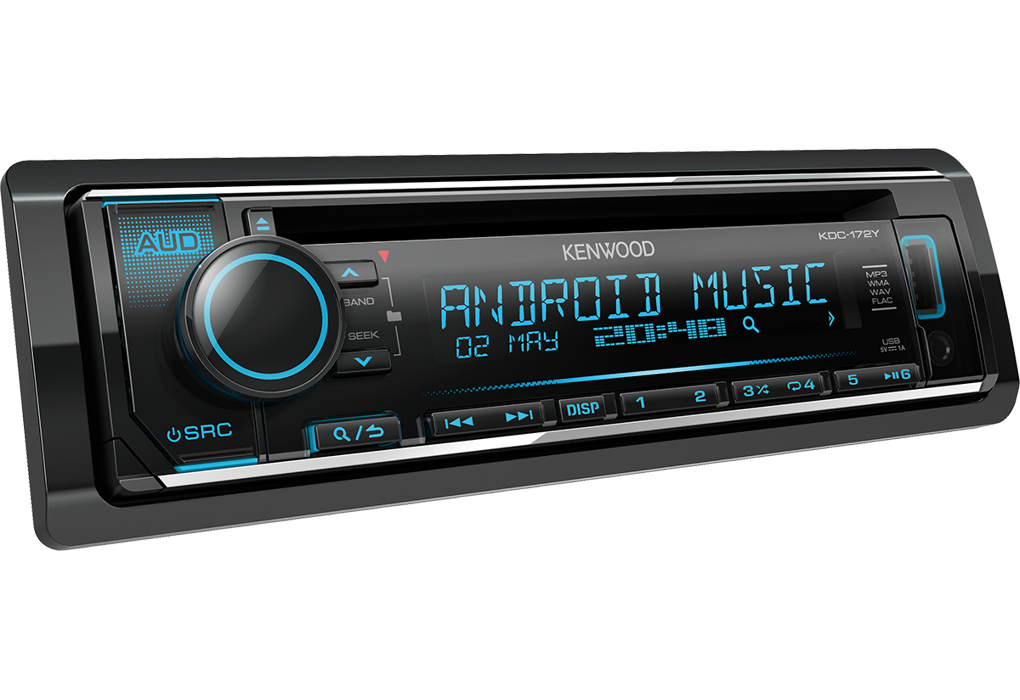 AUD
KENWOOD
KDC-172Y
BAND
SEEK
ANDROID MUSIC
02 MAY 20:48
MP3
WMA
WAV
FLAC
USB
5V 1A
SRC
/
DISP
1 2
3 4
5 6